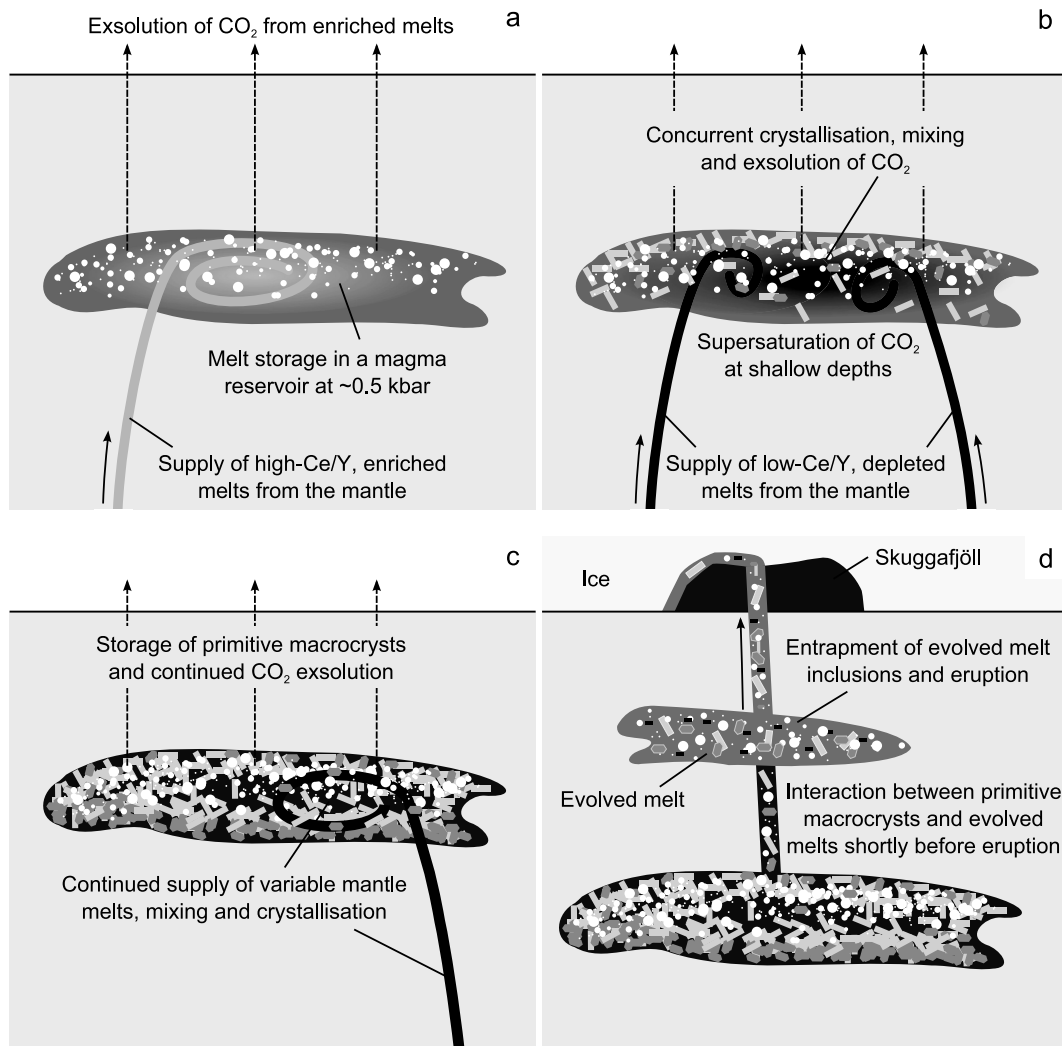 a
Exsolution of CO₂ from enriched melts
Melt storage in a magma
reservoir at ~0.5 kbar
Supply of high-Ce/Y, enriched
melts from the mantle
b
Concurrent crystallisation, mixing
and exsolution of CO₂
Supersaturation of CO₂
at shallow depths
Supply of low-Ce/Y, depleted
melts from the mantle
c
Storage of primitive macrocrysts
and continued CO₂ exsolution
Continued supply of variable mantle
melts, mixing and crystallisation
d
Skuggafjöll
Ice
Entrapment of evolved melt
inclusions and eruption
Evolved melt
Interaction between primitive
macrocrysts and evolved
melts shortly before eruption